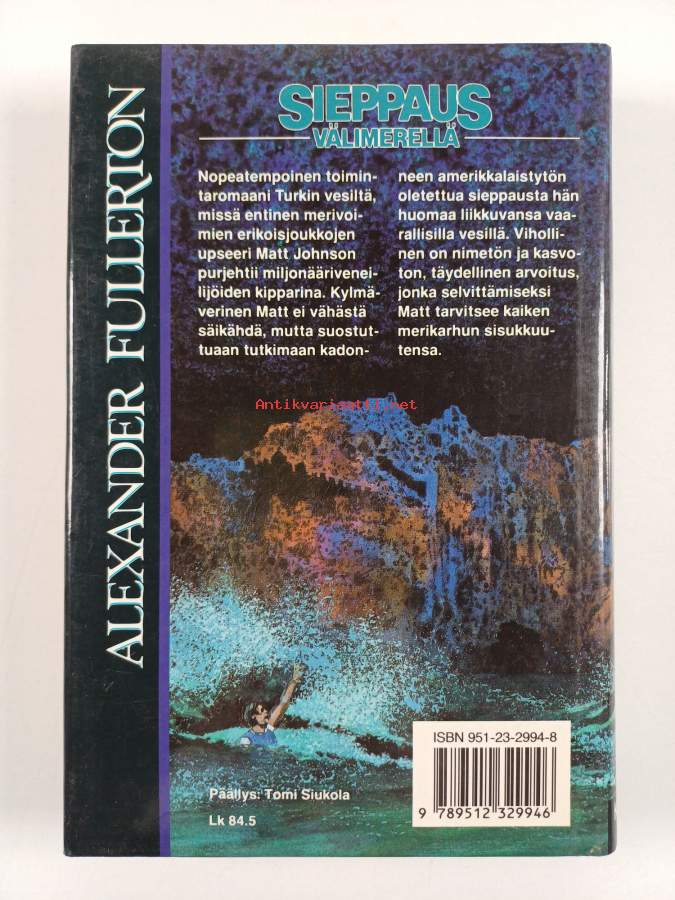 ALEXANDER FULLERTON
SIEPPAUS
VÄLIMERELLÄ
Nopeatempoinen toimin-
taromaani Turkin vesiltä,
missä entinen merivoi-
mien erikoisjoukkojen
upseeri Matt Johnson
purjehtii miljonääriveneі-
lijöiden kipparina. Kylmä-
verinen Matt ei vähästä
säikähdä, mutta suostut-
tuaan tutkimaan kadon-
neen amerikkalaistytön
oletettua sieppausta hän
huomaa liikkuvansa vaa-
rallisilla vesillä. Viholli-
nen on nimetön ja kasvo-
ton, täydellinen arvoitus,
jonka selvittämiseksi
Matt tarvitsee kaiken
merikarhun sisukkuu-
tensa.
Antikvariaatti.net
ISBN 951-23-2994-8
9 789512 329946
Päällys: Tomi Siukola
Lk 84.5